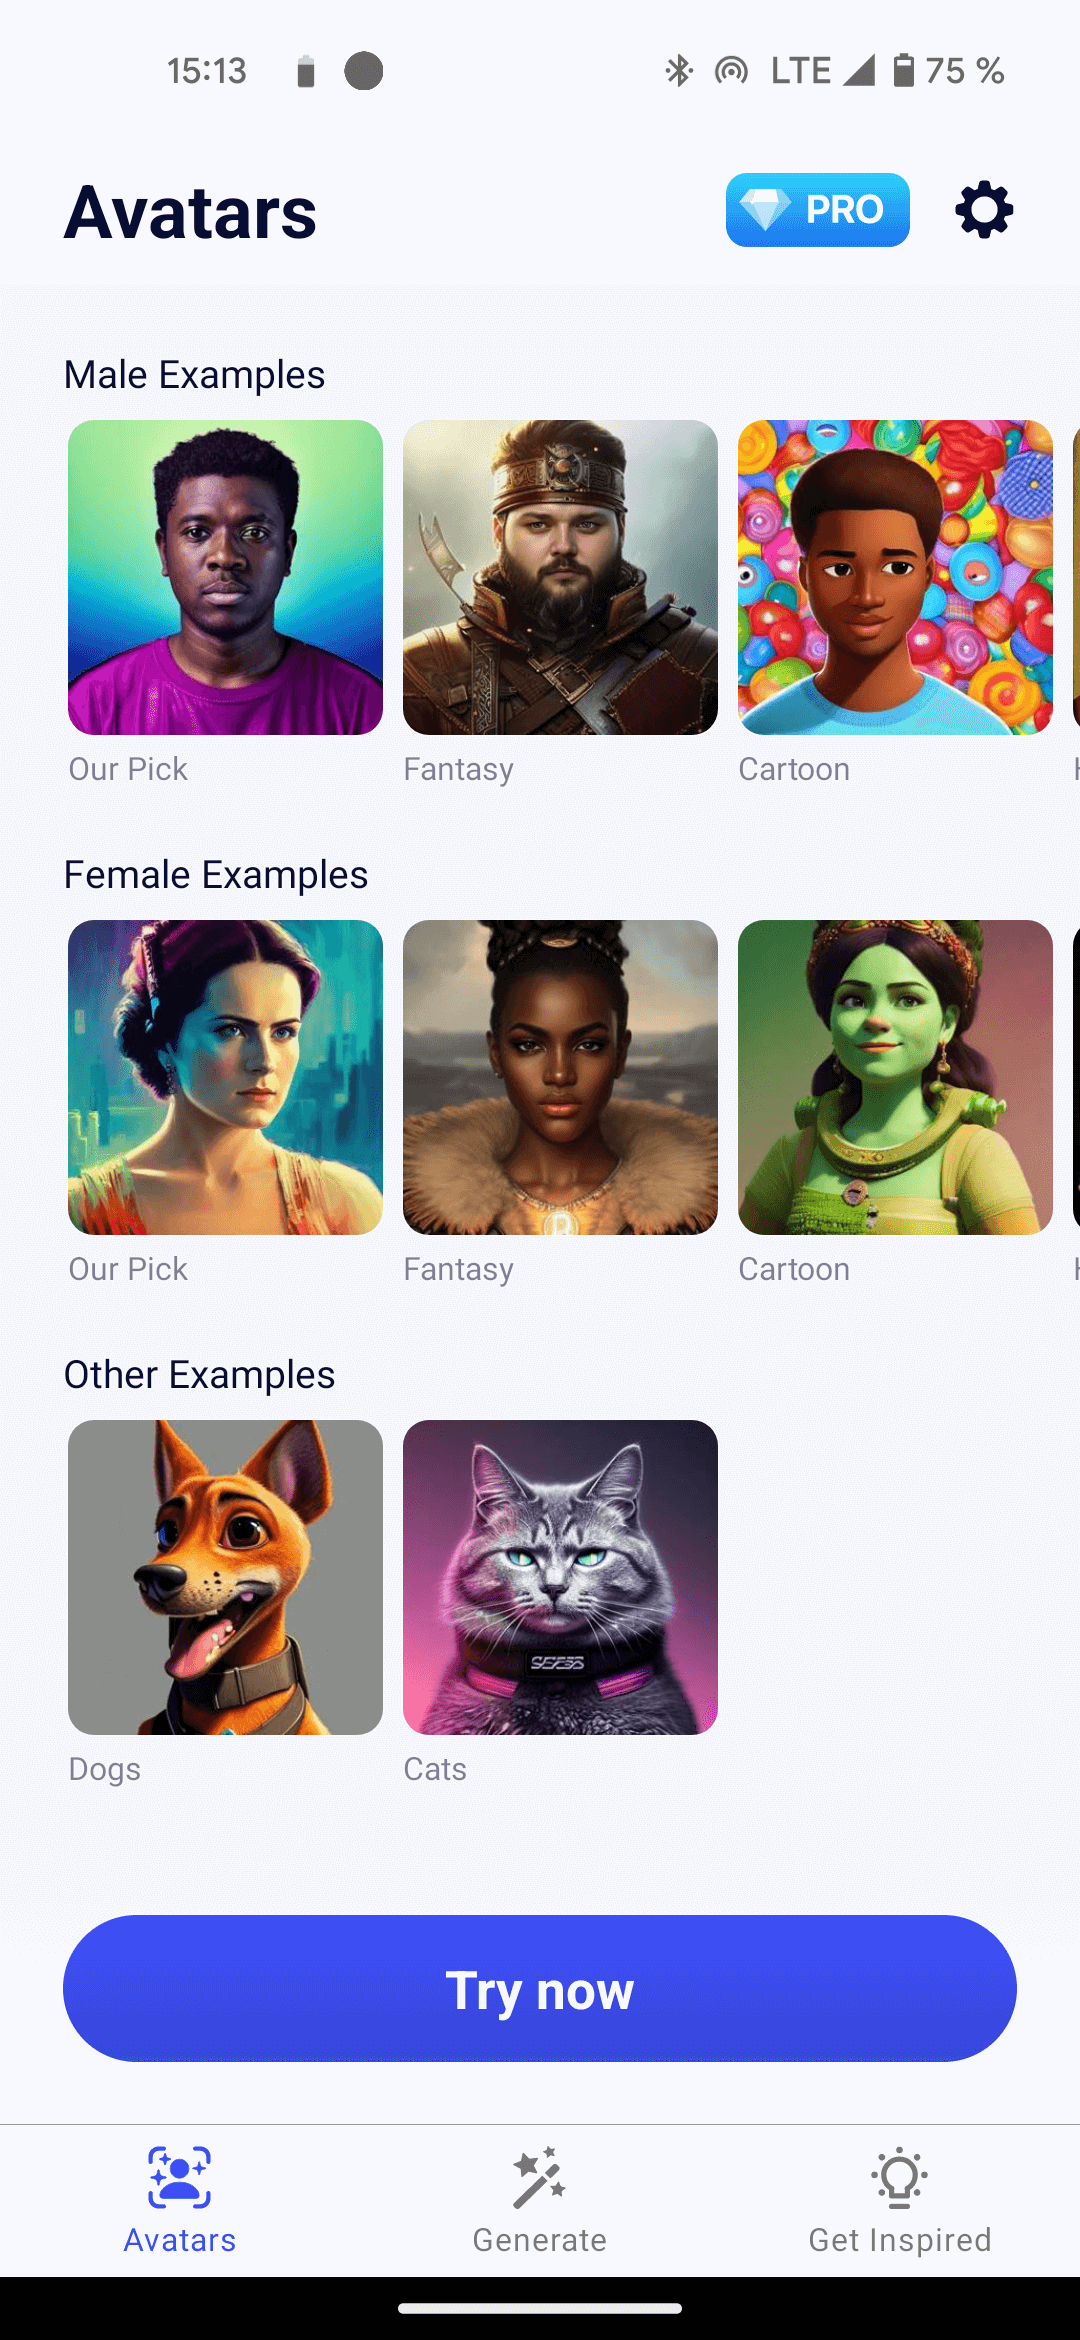 15:13 LTE 75 %
Avatars PRO
Male Examples
Our Pick Fantasy Cartoon
Female Examples
Our Pick Fantasy Cartoon
Other Examples
Dogs Cats
Try now
Avatars Generate Get Inspired